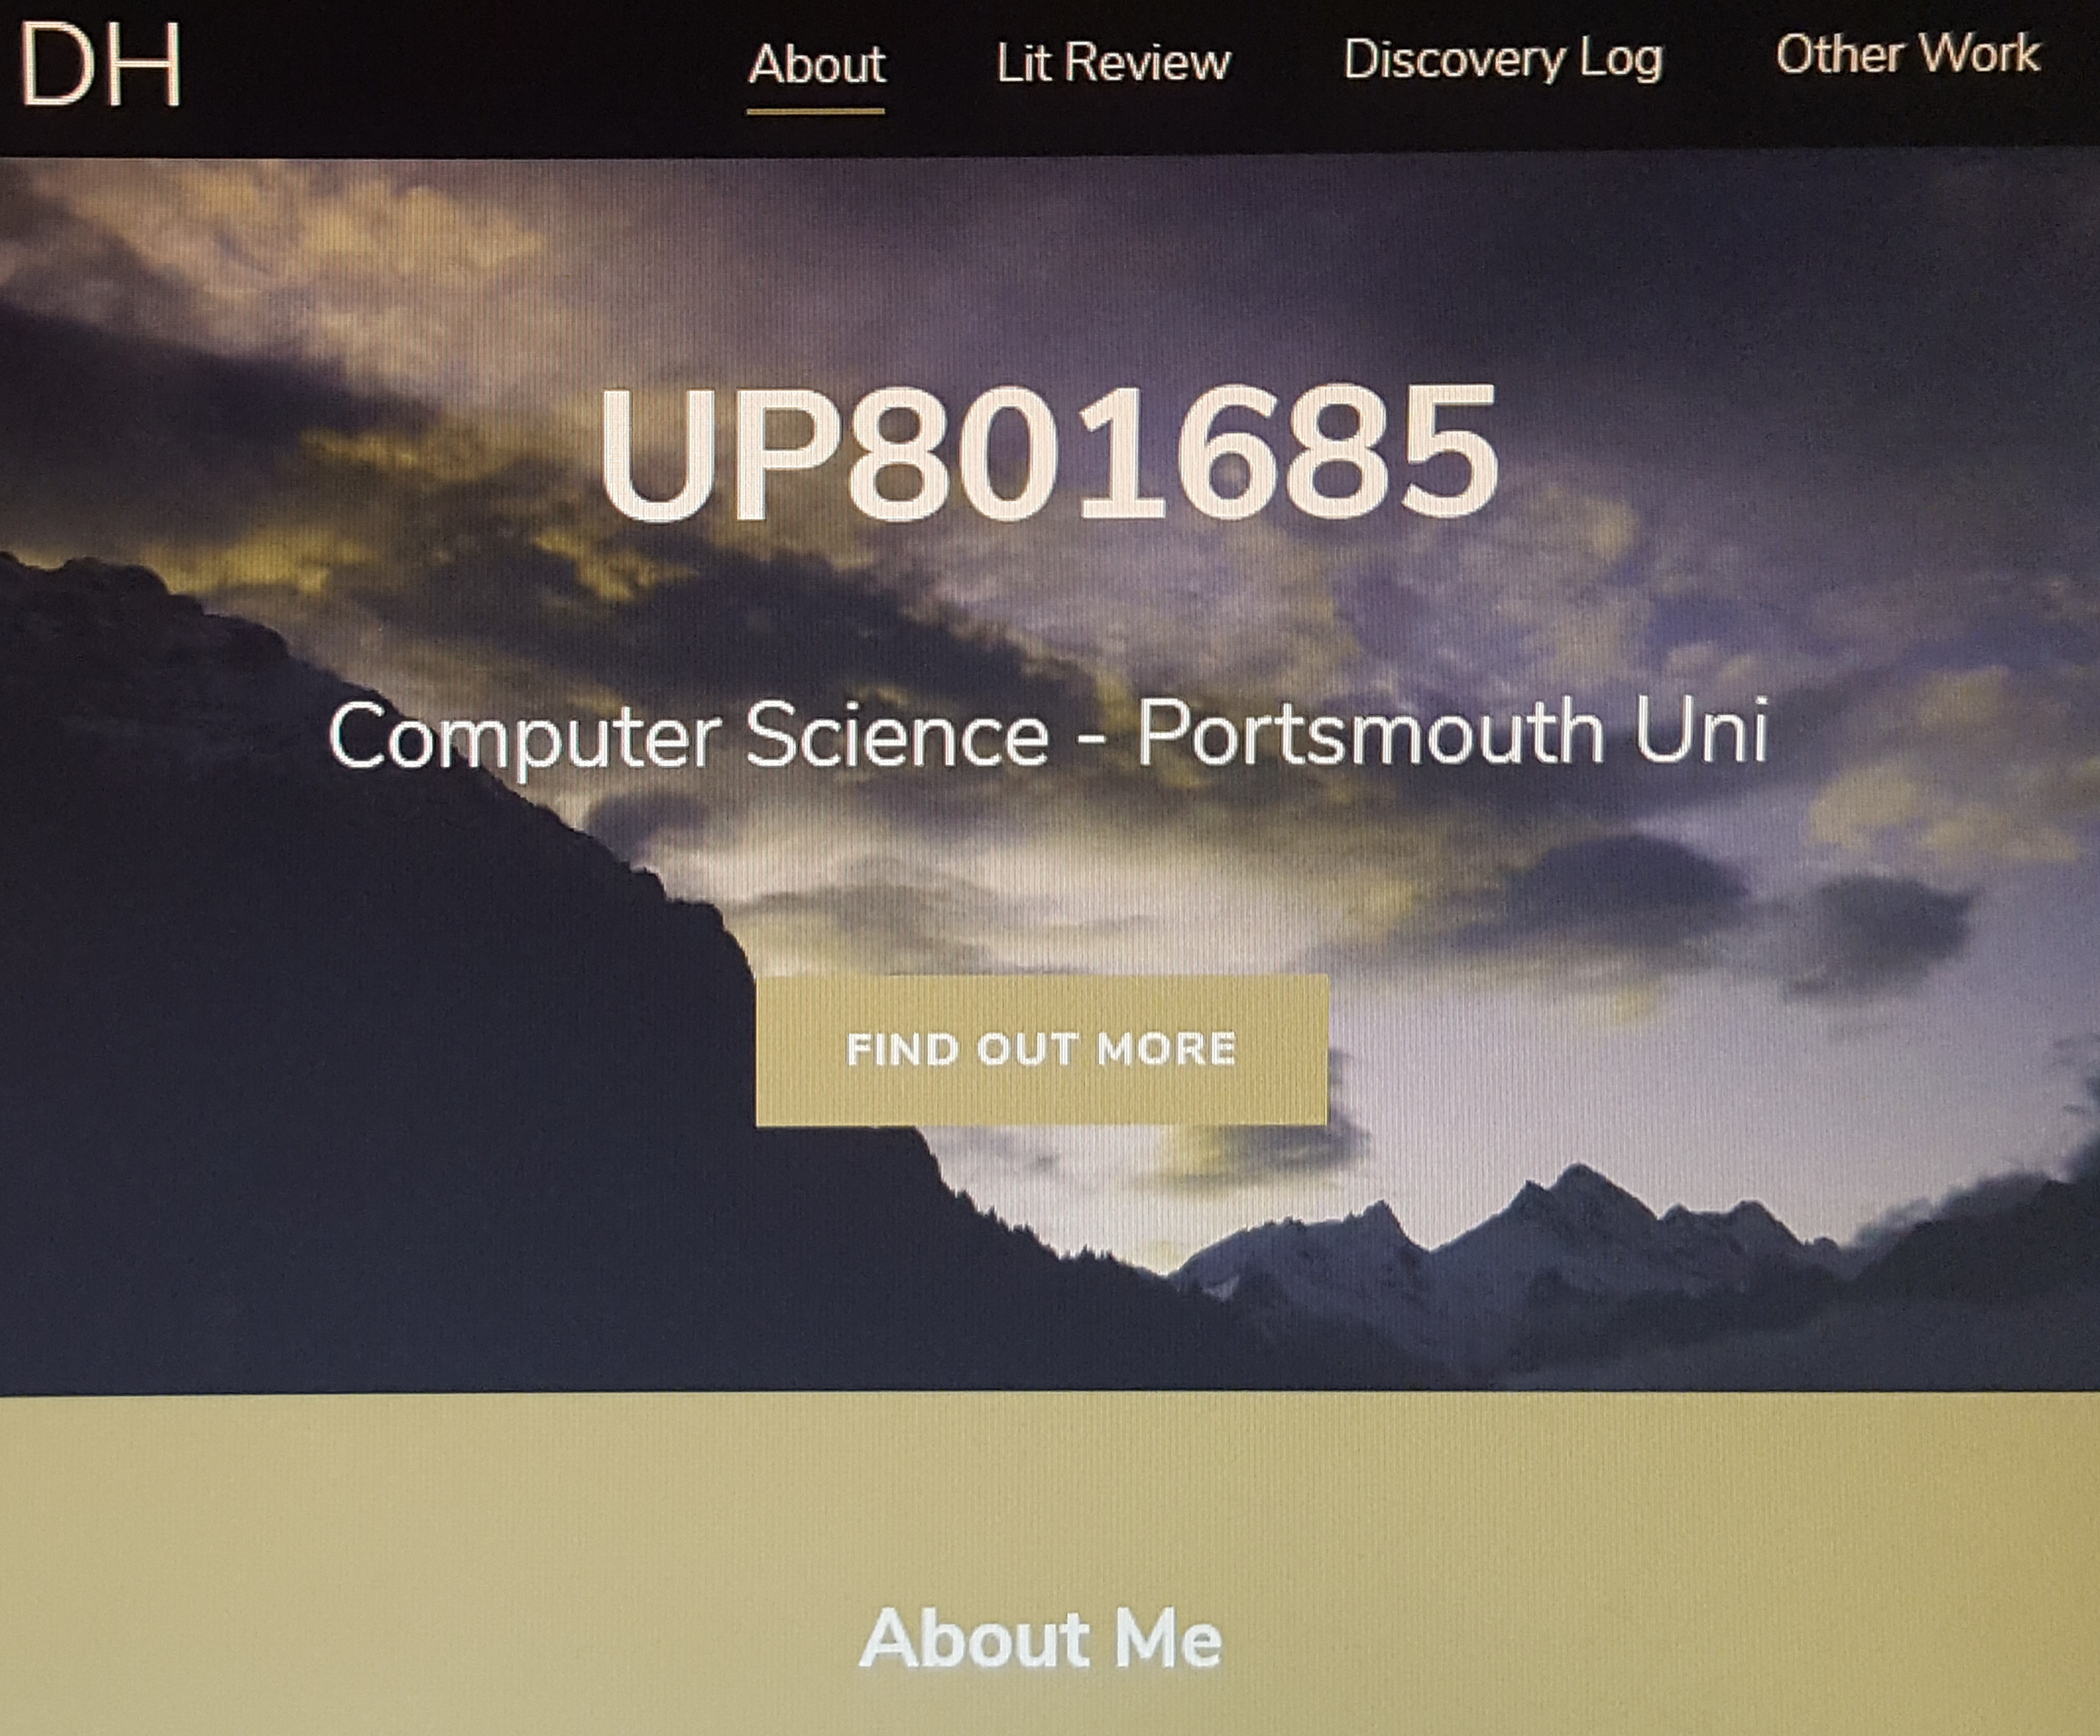 DH
About Lit Review Discovery Log Other Work
UP801685
Computer Science - Portsmouth Uni
FIND OUT MORE
About Me